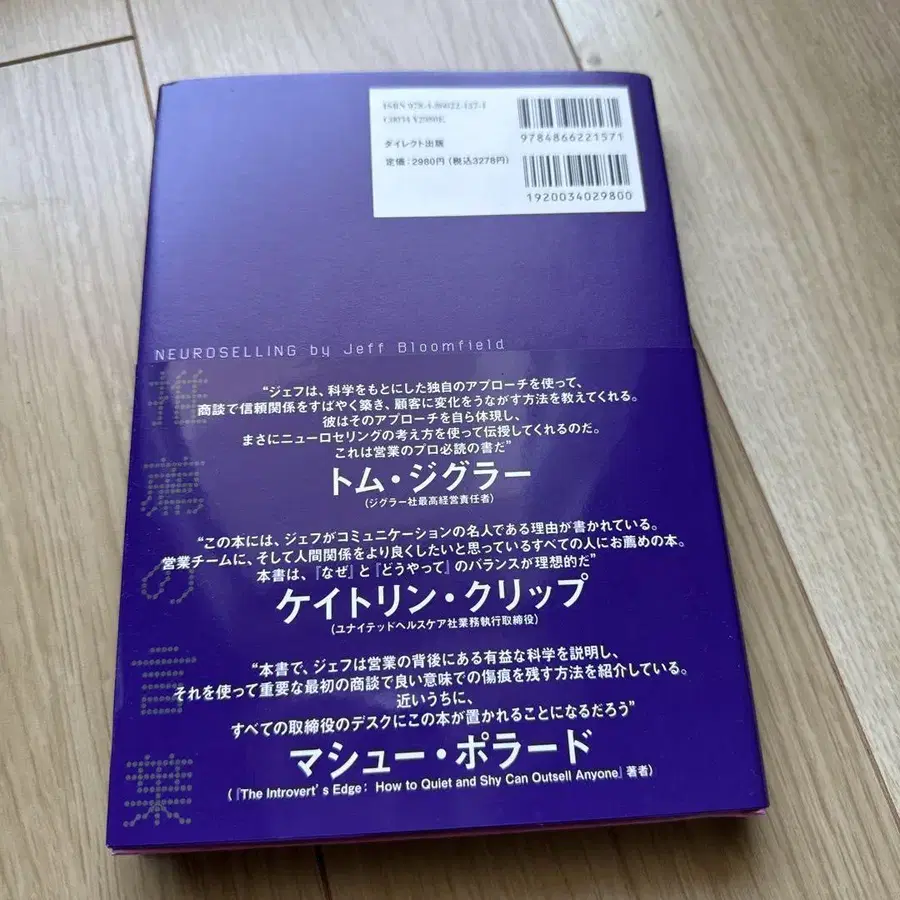 ISBN 978-4-86622-157-1
C0034 ¥2980E
ダイレクト出版
定価：2980円（税込3278円）
9784866221571
1920034029800
NEUROSELLING by Jeff Bloomfield
推薦の言葉
“ジェフは、科学をもとにした独自のアプローチを使って、
商談で信頼関係をすばやく築き、顧客に変化をうながす方法を教えてくれる。
彼はそのアプローチを自ら体現し、
まさにニューロセリングの考え方を使って伝授してくれるのだ。
これは営業のプロ必読の書だ”
トム・ジグラー
（ジグラー社最高経営責任者）
“この本には、ジェフがコミュニケーションの名人である理由が書かれている。
営業チームに、そして人間関係をより良くしたいと思っているすべての人にお薦めの本。
本書は、『なぜ』と『どうやって』のバランスが理想的だ”
ケイトリン・クリップ
（ユナイテッドヘルスケア社業務執行取締役）
“本書で、ジェフは営業の背後にある有益な科学を説明し、
それを使って重要な最初の商談で良い意味での傷痕を残す方法を紹介している。
近いうちに、
すべての取締役のデスクにこの本が置かれることになるだろう”
マシュー・ポラード
（『The Introvert's Edge: How to Quiet and Shy Can Outsell Anyone』著者）